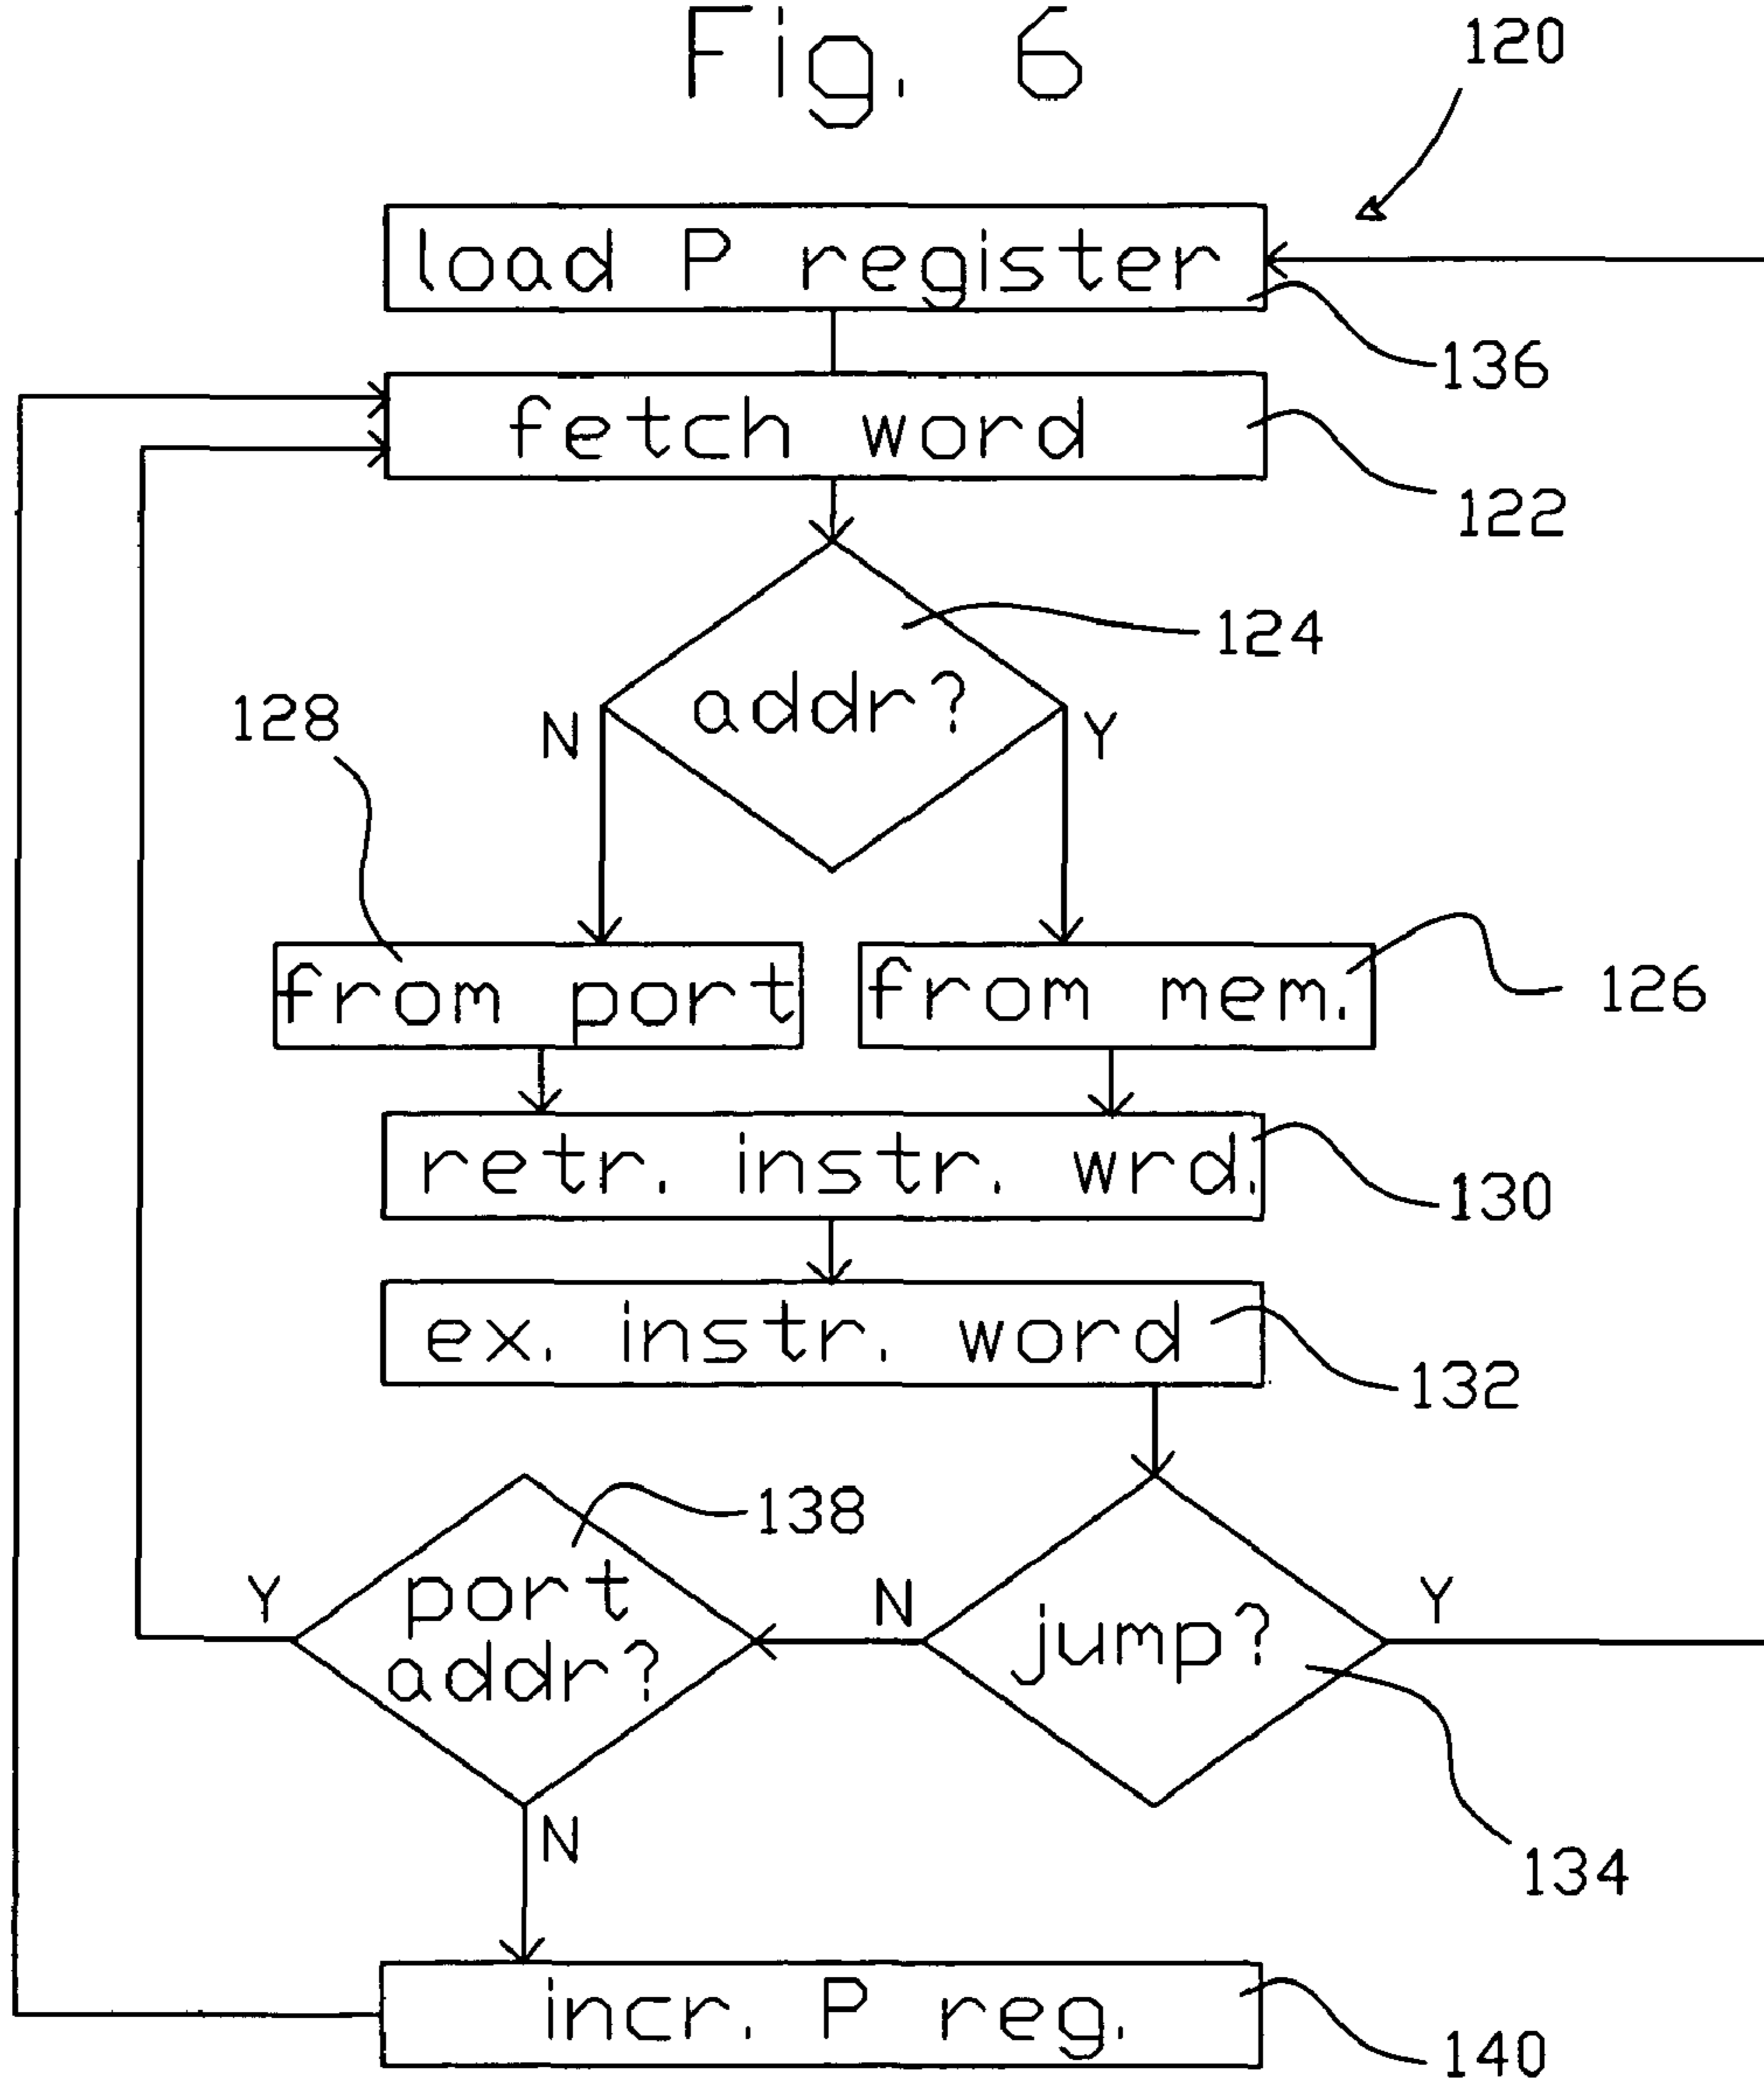 Fig. 6
120
load P register
136
fetch word
122
124
addr?
128
N
Y
from port
from mem.
126
retr. instr. wrd.
130
ex. instr. word
132
138
port
addr?
Y
N
jump?
Y
134
N
incr. P reg.
140